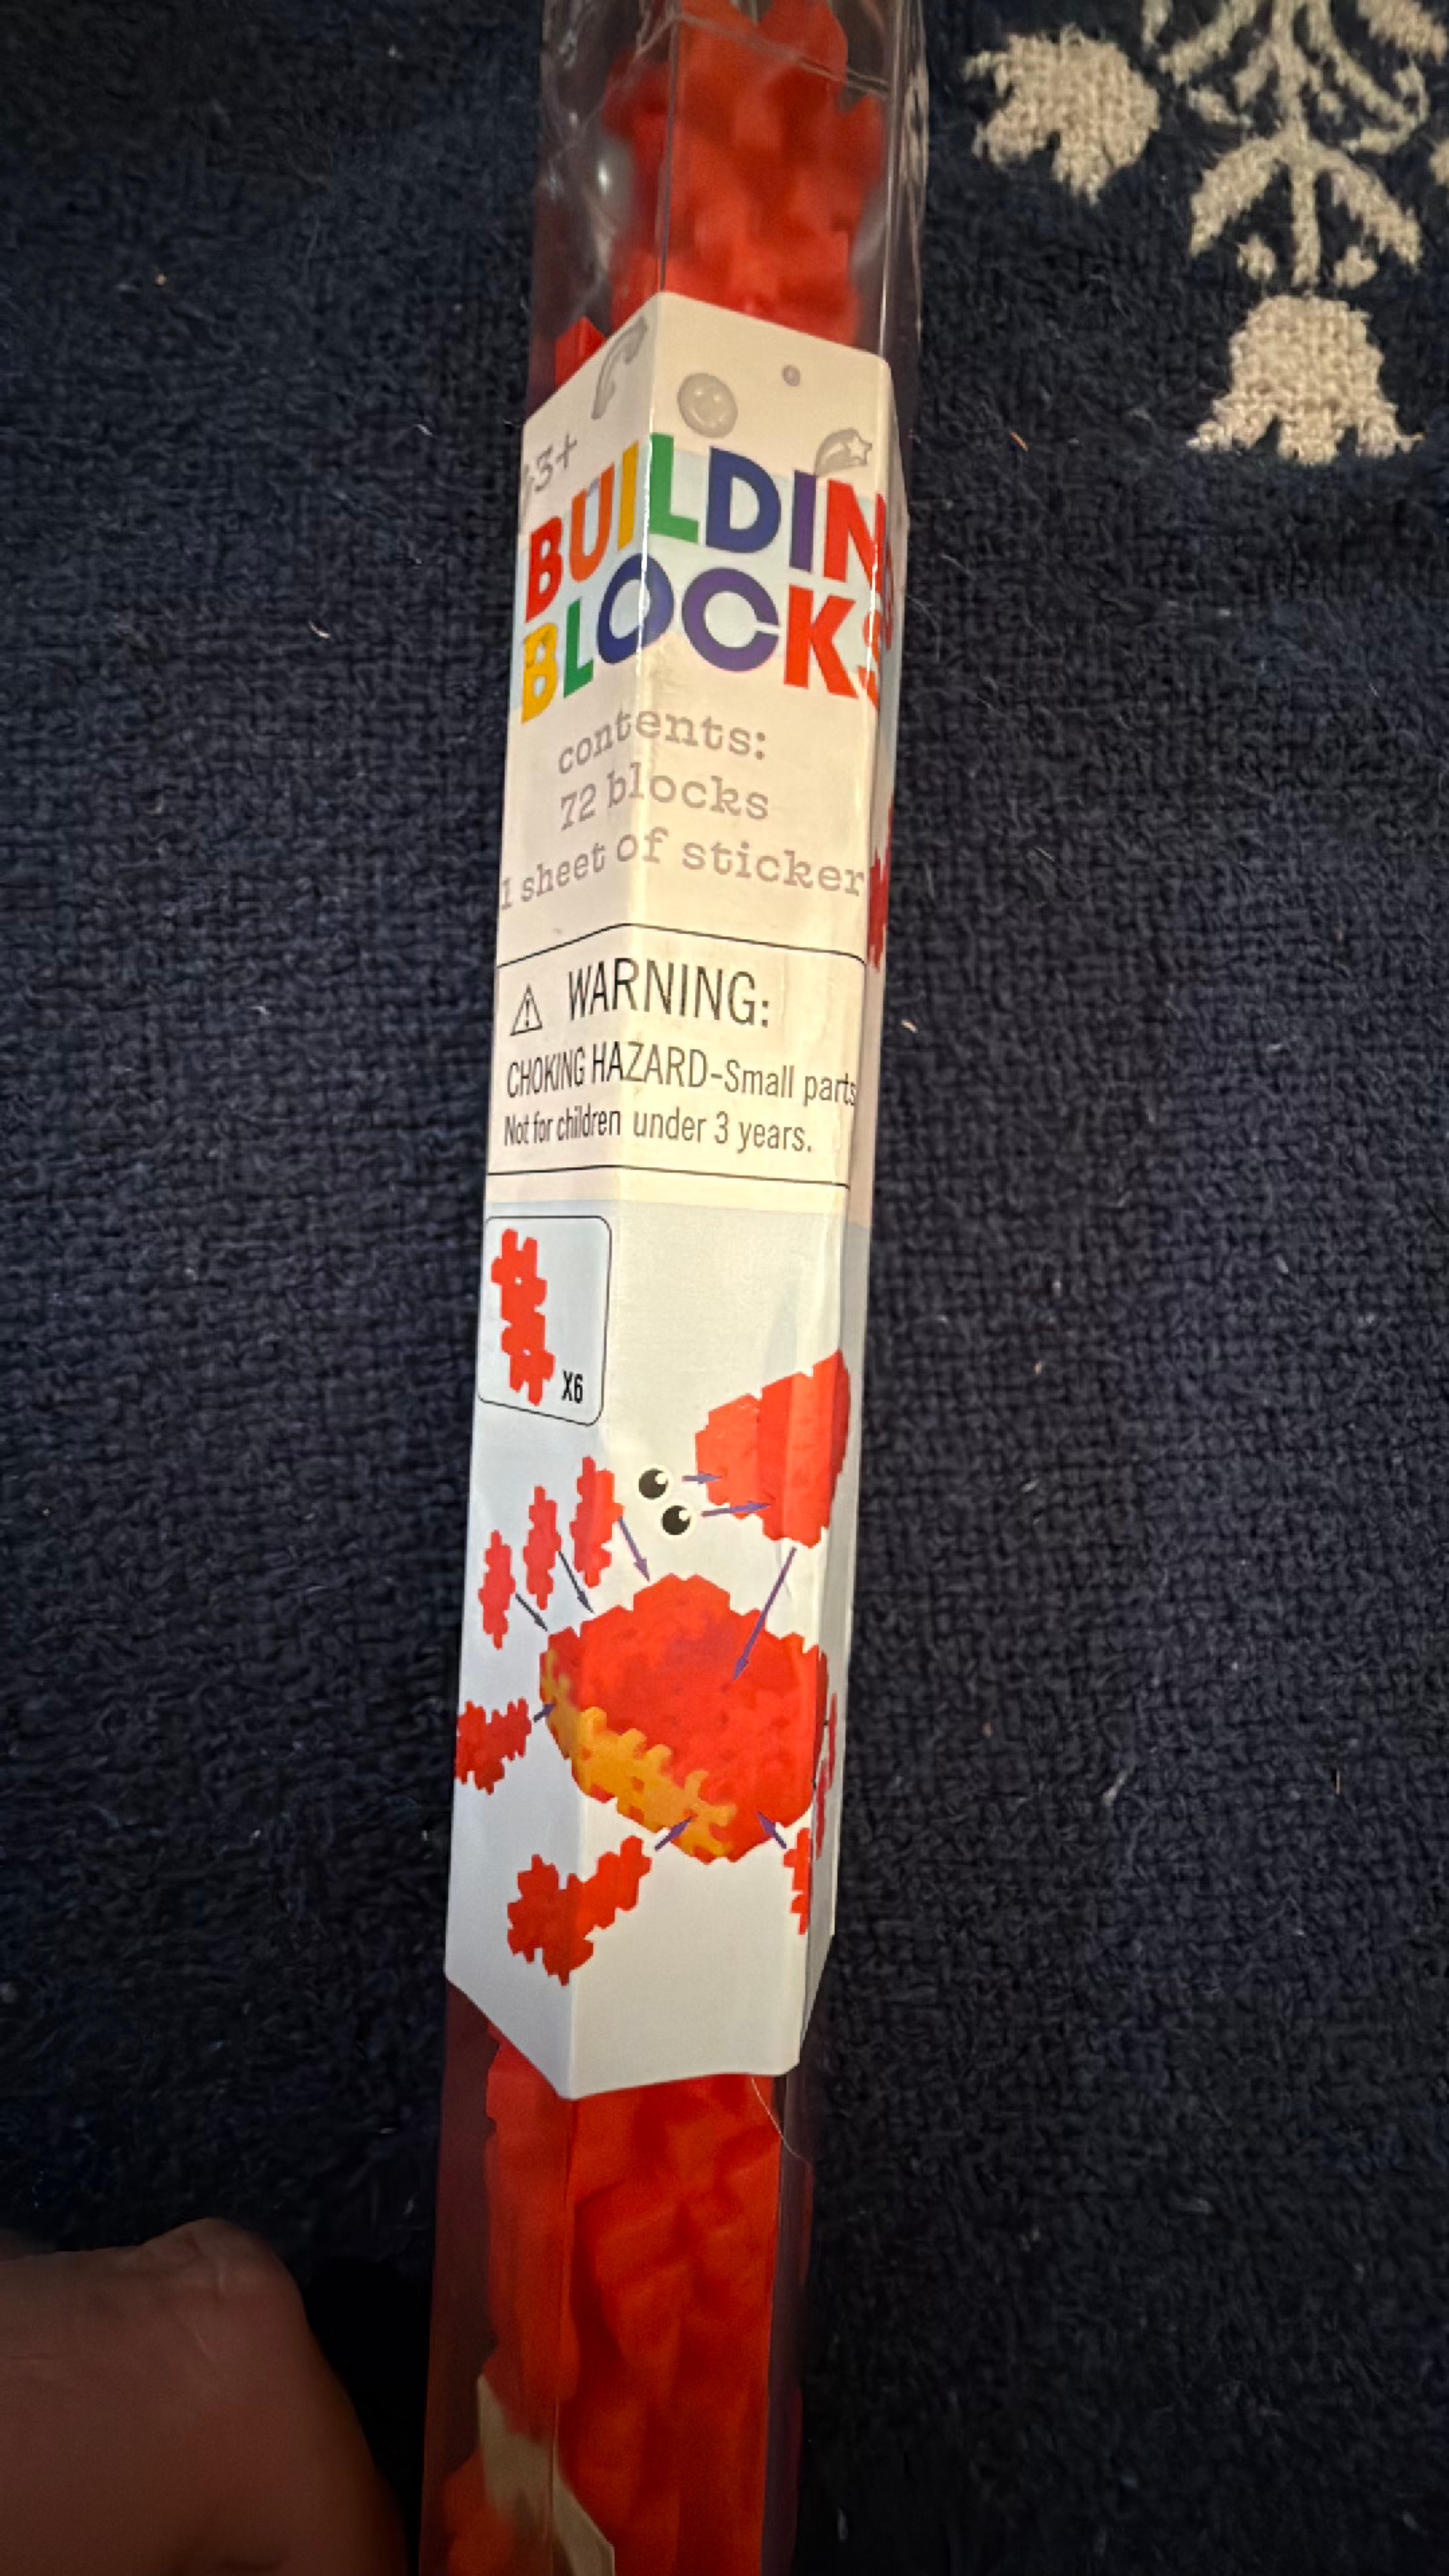 3+
BUILDING
BLOCKS
contents:
72 blocks
1 sheet of sticker
WARNING:
CHOKING HAZARD-Small parts
Not for children under 3 years.
X6